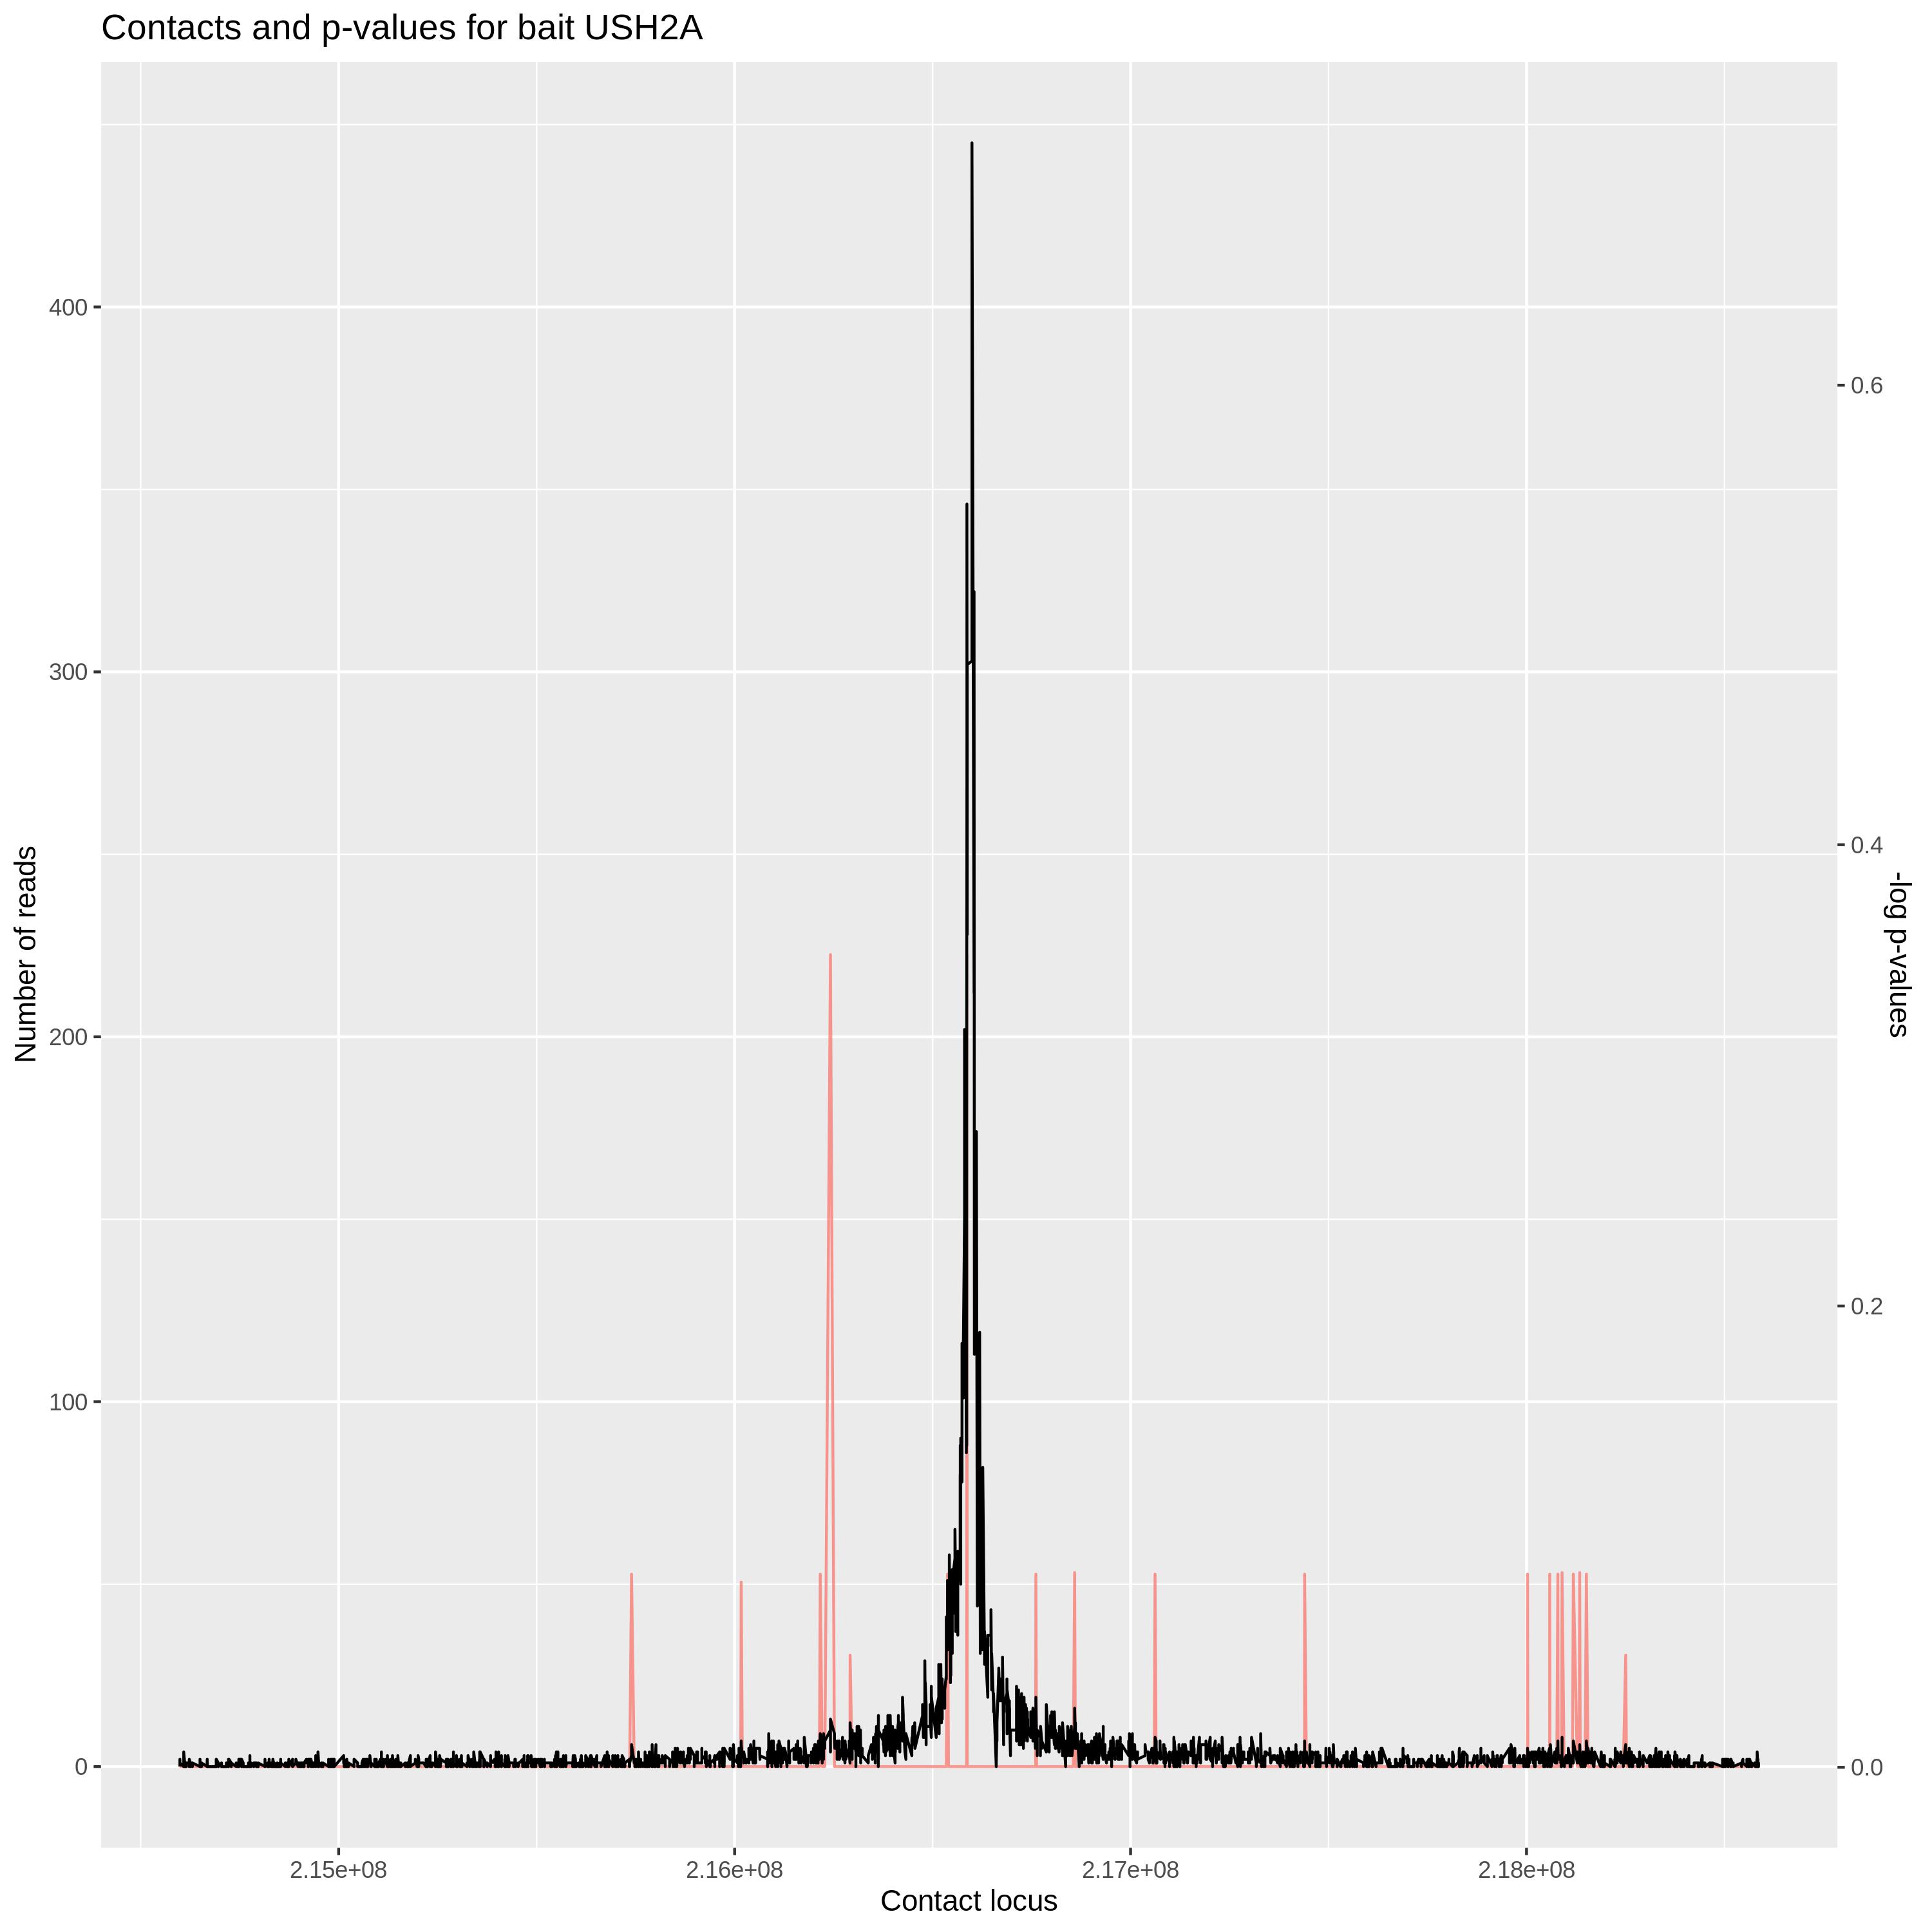 Contacts and p-values for bait USH2A
400
300
200
100
0
Number of reads
0.6
0.4
0.2
0.0
-log p-values
2.15e+08 2.16e+08 2.17e+08 2.18e+08
Contact locus